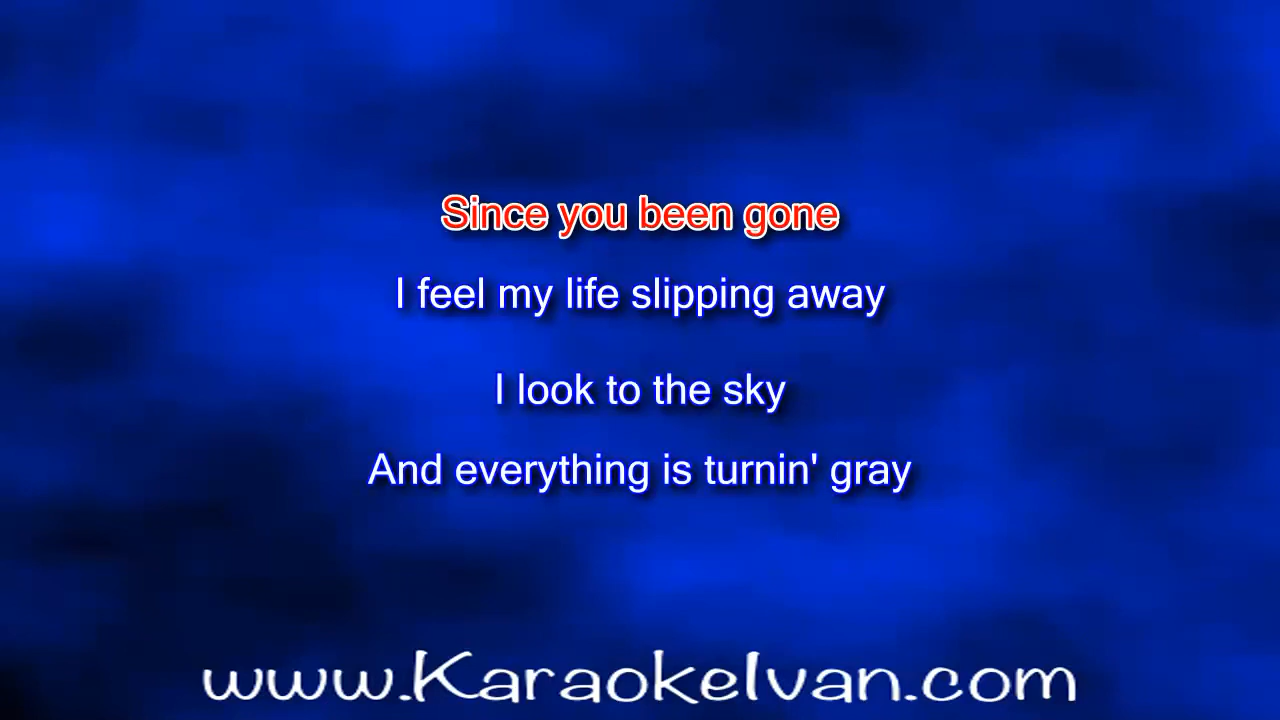 Since you been gone
I feel my life slipping away
I look to the sky
And everything is turnin' gray
www.KaraokeIvan.com